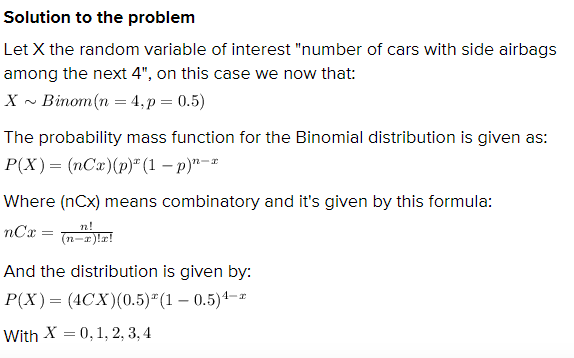 Solution to the problem
Let X the random variable of interest "number of cars with side airbags
among the next 4", on this case we now that:
X ~ Binom(n = 4, p = 0.5)
The probability mass function for the Binomial distribution is given as:
P(X) = (nCx)(p)^x(1 − p)^{n−x}
Where (nCx) means combinatory and it's given by this formula:
nCx = \frac{n!}{(n−x)!x!}
And the distribution is given by:
P(X) = (4CX)(0.5)^x(1 − 0.5)^{4−x}
With X = 0, 1, 2, 3, 4